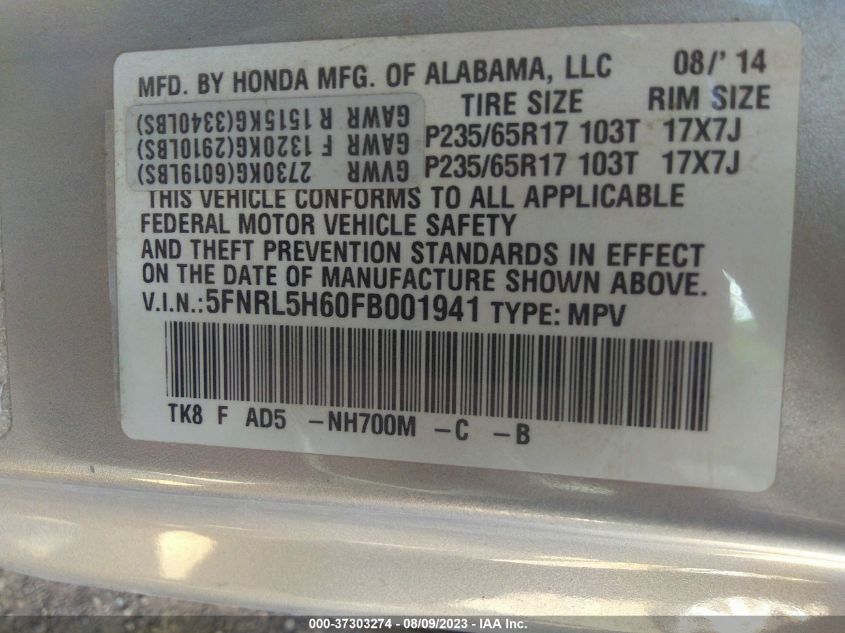 MFD. BY HONDA MFG. OF ALABAMA, LLC 08/' 14
TIRE SIZE RIM SIZE
GAWR R 1515KG(3340LBS) P235/65R17 103T 17X7J
GAWR F 1320KG(2910LBS) P235/65R17 103T 17X7J
GVWR 2730KG(6019LBS)
THIS VEHICLE CONFORMS TO ALL APPLICABLE
FEDERAL MOTOR VEHICLE SAFETY
AND THEFT PREVENTION STANDARDS IN EFFECT
ON THE DATE OF MANUFACTURE SHOWN ABOVE.
V.I.N.:5FNRL5H60FB001941 TYPE: MPV
TK8 F AD5 -NH700M -C -B
000-37303274 - 08/09/2023 - © IAA Inc.